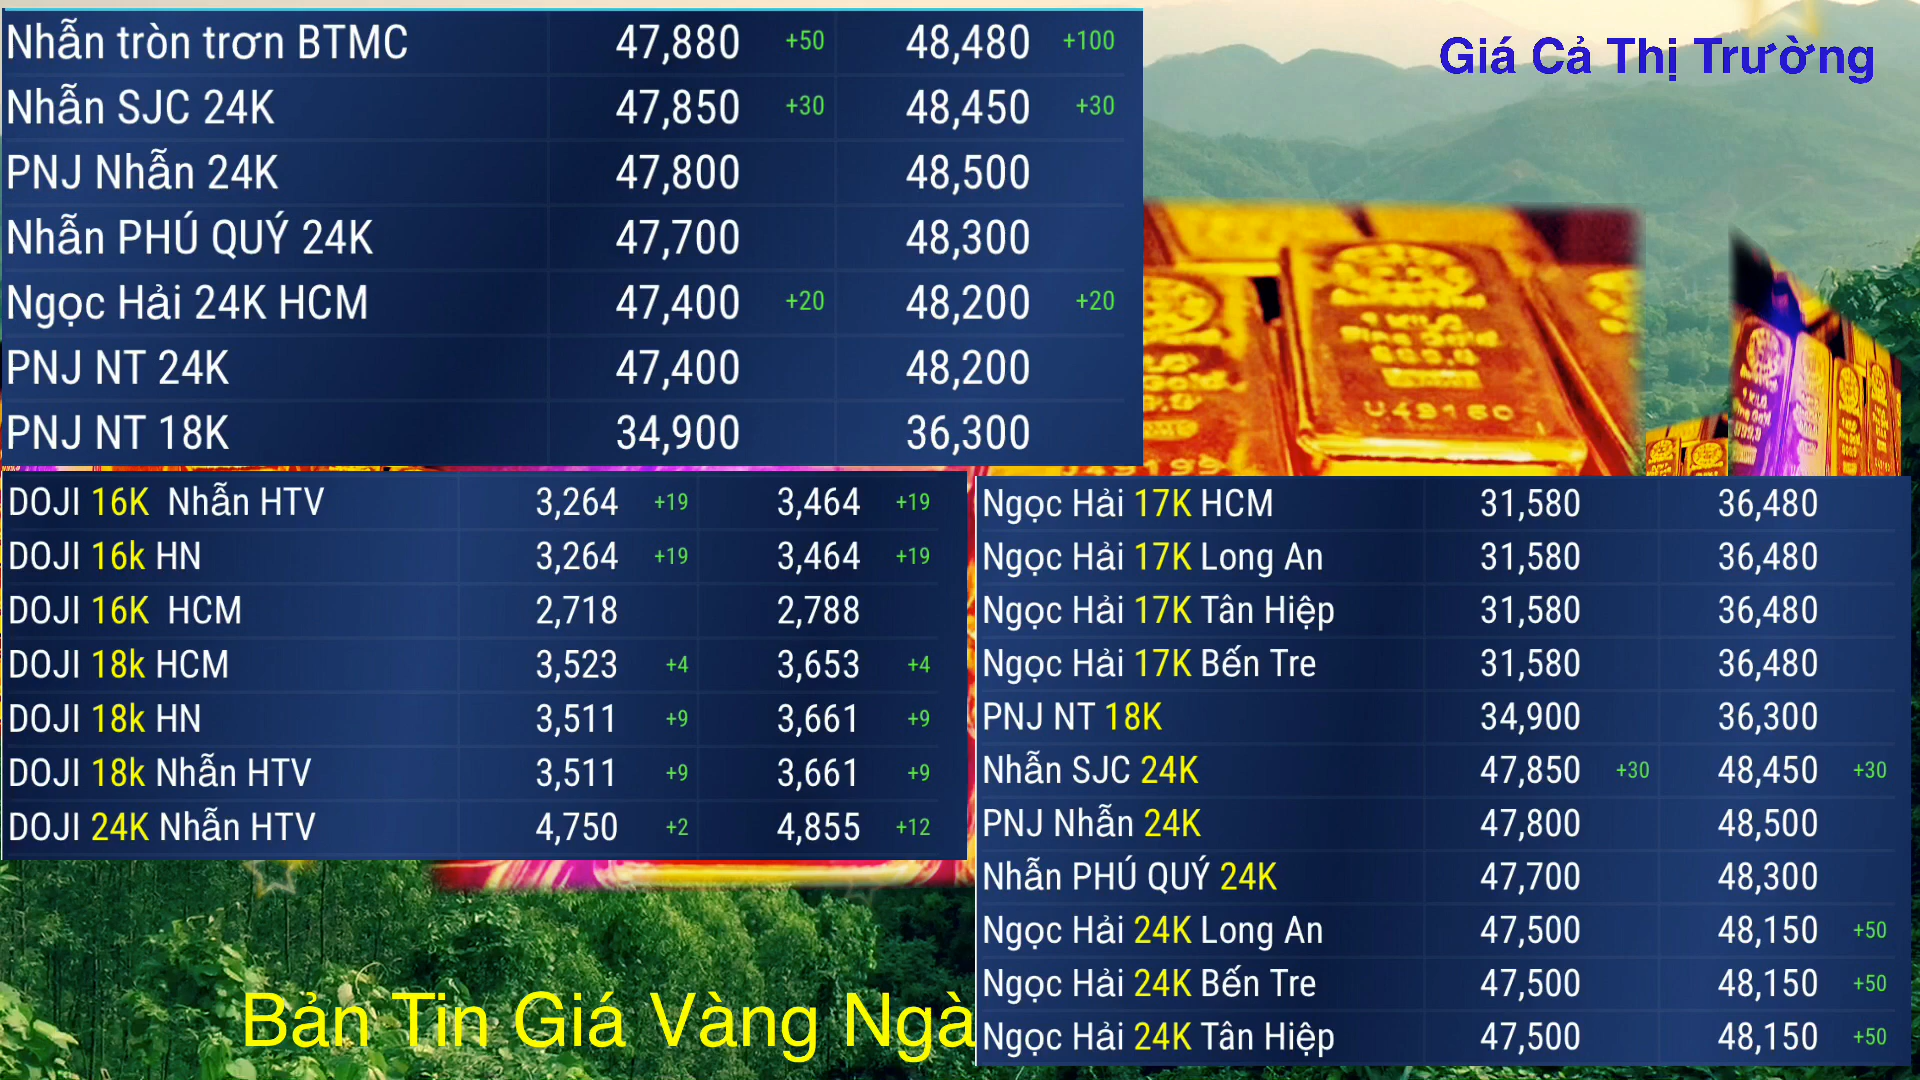 Giá Cả Thị Trường
Nhẫn tròn trơn BTMC 47,880 +50 48,480 +100
Nhẫn SJC 24K 47,850 +30 48,450 +30
PNJ Nhẫn 24K 47,800 48,500
Nhẫn PHÚ QUÝ 24K 47,700 48,300
Ngọc Hải 24K HCM 47,400 +20 48,200 +20
PNJ NT 24K 47,400 48,200
PNJ NT 18K 34,900 36,300
1 KILO
Fine Gold
999.9
U49160
U49199
DOJI 16K Nhẫn HTV 3,264 +19 3,464 +19
DOJI 16k HN 3,264 +19 3,464 +19
DOJI 16K HCM 2,718 2,788
DOJI 18k HCM 3,523 +4 3,653 +4
DOJI 18k HN 3,511 +9 3,661 +9
DOJI 18k Nhẫn HTV 3,511 +9 3,661 +9
DOJI 24K Nhẫn HTV 4,750 +2 4,855 +12
Ngọc Hải 17K HCM 31,580 36,480
Ngọc Hải 17K Long An 31,580 36,480
Ngọc Hải 17K Tân Hiệp 31,580 36,480
Ngọc Hải 17K Bến Tre 31,580 36,480
PNJ NT 18K 34,900 36,300
Nhẫn SJC 24K 47,850 +30 48,450 +30
PNJ Nhẫn 24K 47,800 48,500
Nhẫn PHÚ QUÝ 24K 47,700 48,300
Ngọc Hải 24K Long An 47,500 48,150 +50
Ngọc Hải 24K Bến Tre 47,500 48,150 +50
Ngọc Hải 24K Tân Hiệp 47,500 48,150 +50
Bản Tin Giá Vàng Ngà